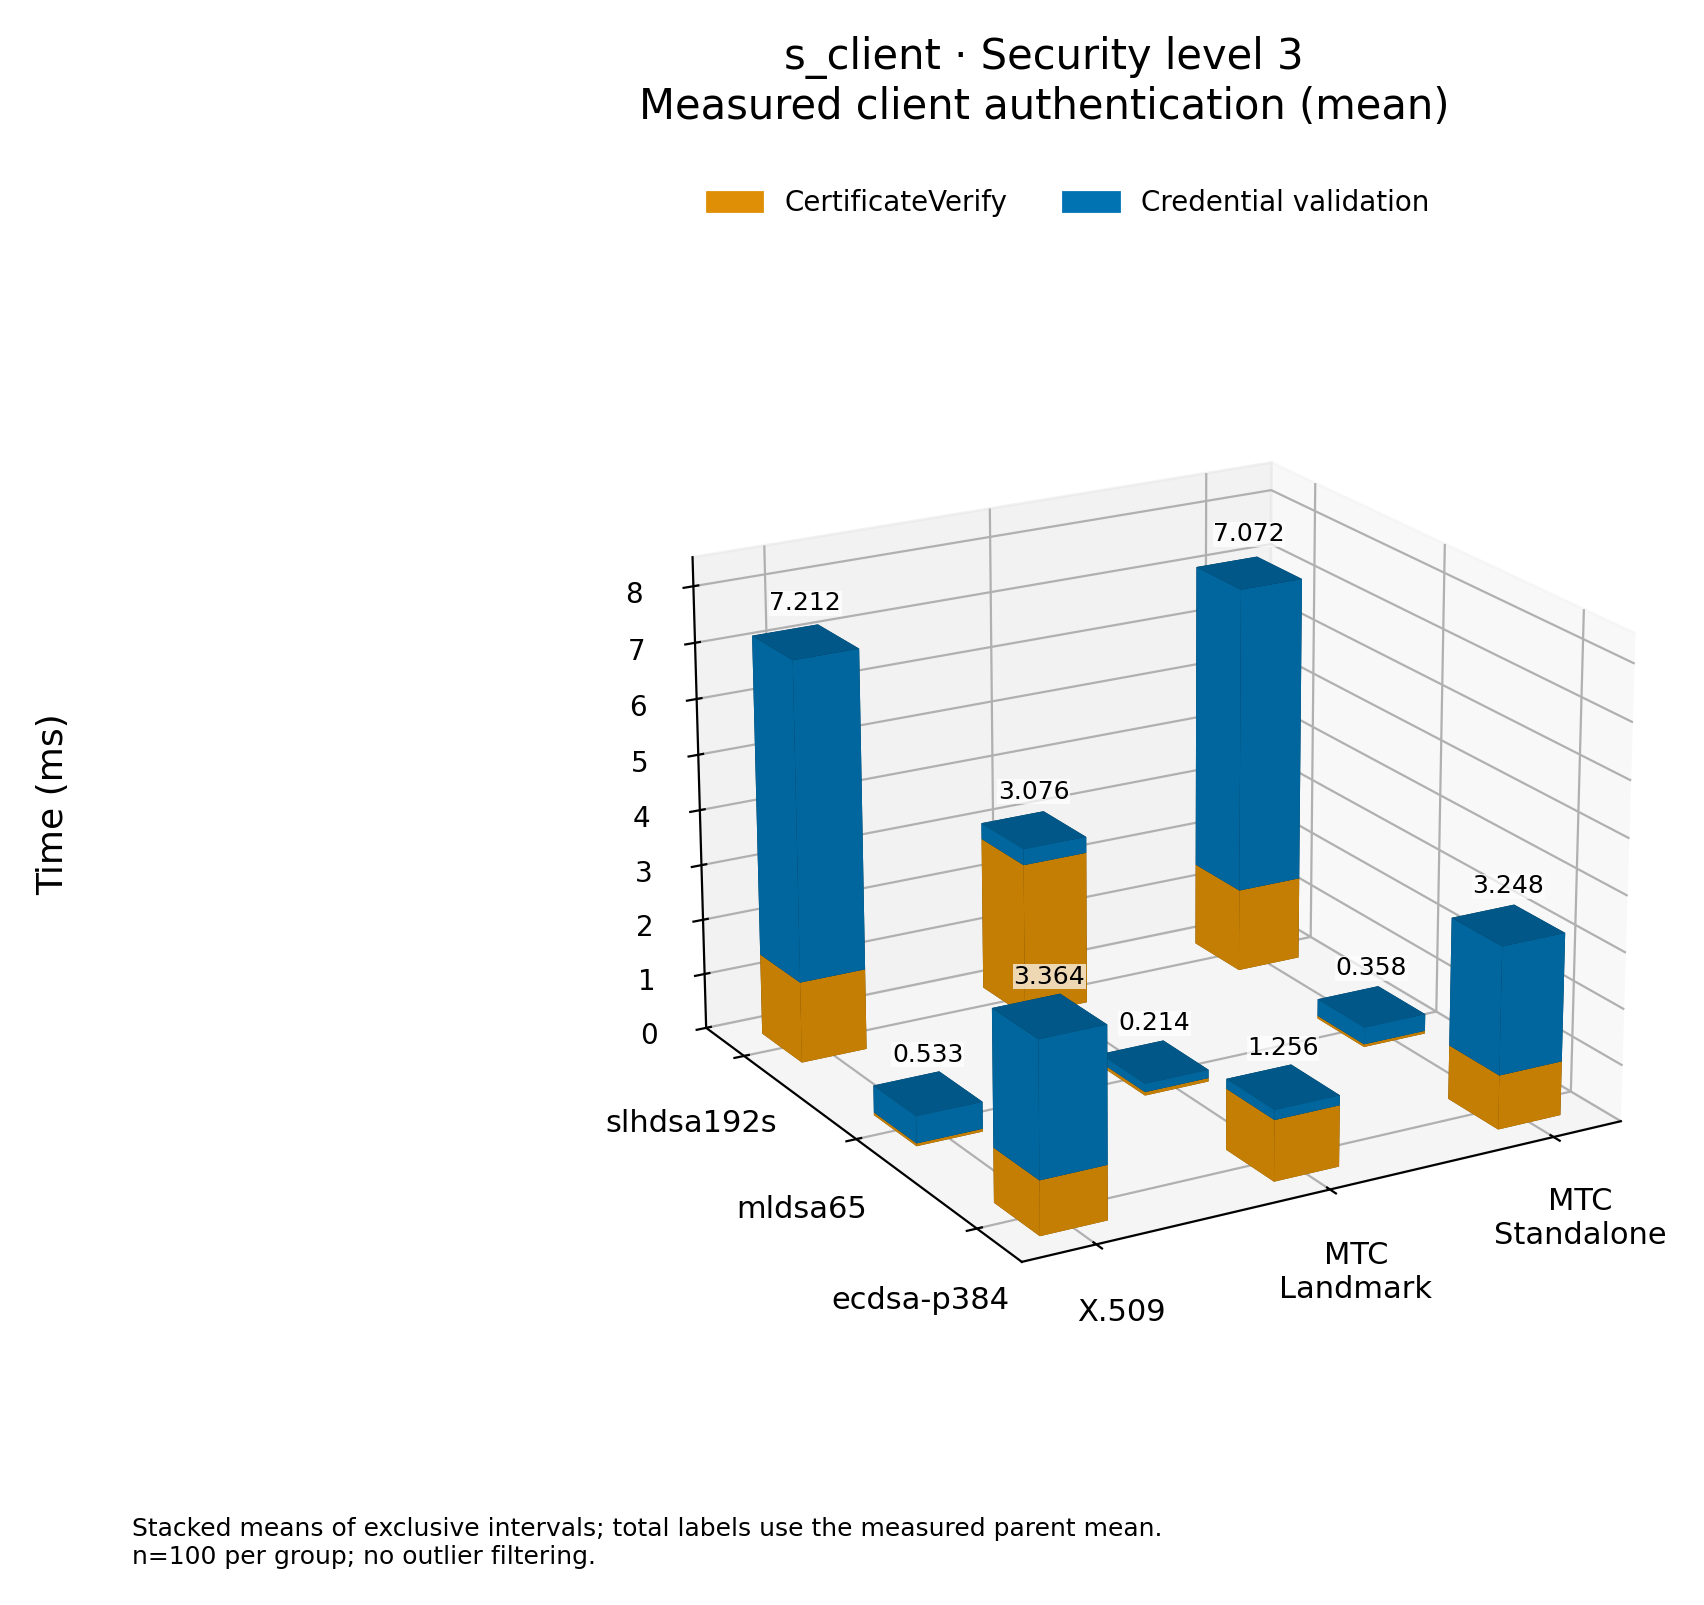 s_client · Security level 3
Measured client authentication (mean)
CertificateVerify
Credential validation
Time (ms)
8
7
6
5
4
3
2
1
0
7.212
3.076
7.072
0.533
0.214
0.358
3.364
1.256
3.248
slhdsa192s
mldsa65
ecdsa-p384
X.509
MTC
Landmark
MTC
Standalone
Stacked means of exclusive intervals; total labels use the measured parent mean.
n=100 per group; no outlier filtering.